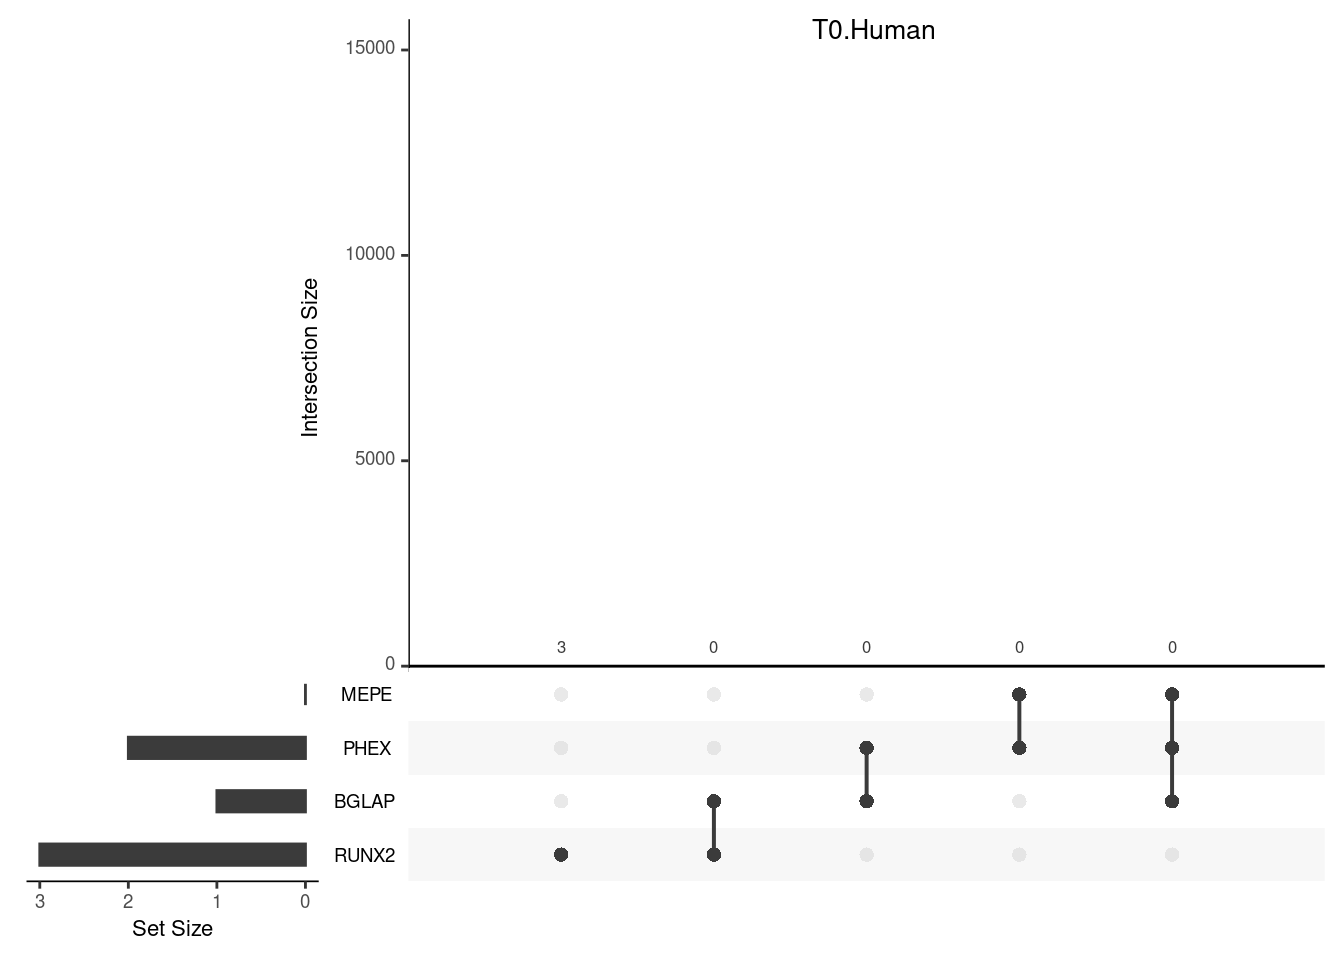 T0.Human
15000
10000
5000
0
Intersection Size
3 0 0 0 0
MEPE
PHEX
BGLAP
RUNX2
3 2 1 0
Set Size